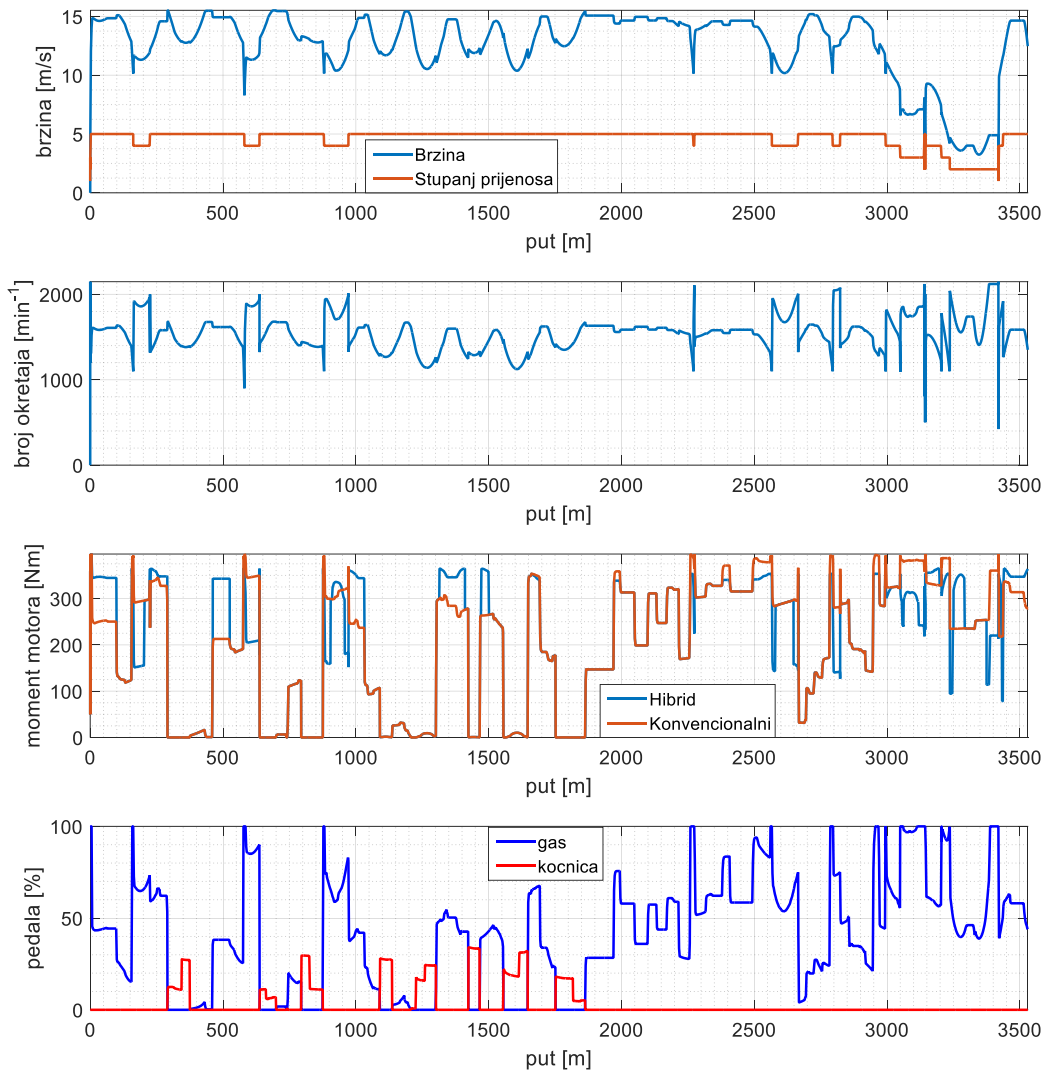 brzina [m/s]
15
10
5
0
Brzina
Stupanj prijenosa
0 500 1000 1500 2000 2500 3000 3500
put [m]
broj okretaja [min⁻¹]
2000
1000
0
0 500 1000 1500 2000 2500 3000 3500
put [m]
moment motora [Nm]
300
200
100
0
Hibrid
Konvencionalni
0 500 1000 1500 2000 2500 3000 3500
put [m]
pedala [%]
100
50
0
gas
kocnica
0 500 1000 1500 2000 2500 3000 3500
put [m]